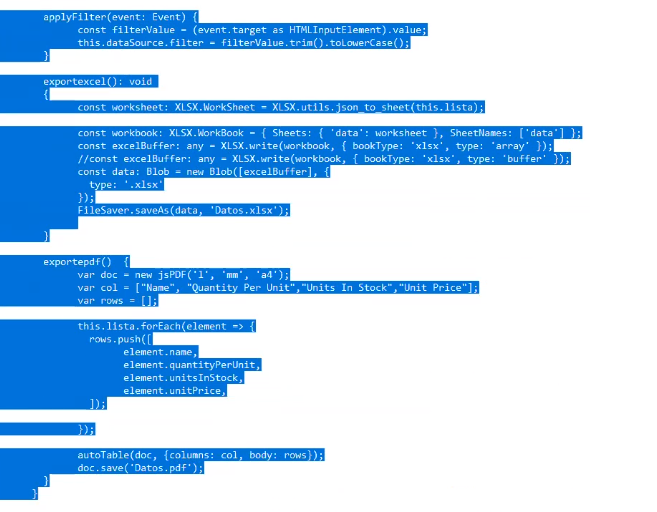 applyFilter(event: Event) {
const filterValue = (event.target as HTMLInputElement).value;
this.dataSource.filter = filterValue.trim().toLowerCase();
}
exportexcel(): void
{
const worksheet: XLSX.WorkSheet = XLSX.utils.json_to_sheet(this.lista);
const workbook: XLSX.WorkBook = { Sheets: { 'data': worksheet }, SheetNames: ['data'] };
const excelBuffer: any = XLSX.write(workbook, { bookType: 'xlsx', type: 'array' });
//const excelBuffer: any = XLSX.write(workbook, { bookType: 'xlsx', type: 'buffer' });
const data: Blob = new Blob([excelBuffer], {
type: '.xlsx'
});
FileSaver.saveAs(data, 'Datos.xlsx');
}
exportepdf() {
var doc = new jsPDF('l', 'mm', 'a4');
var col = ["Name", "Quantity Per Unit","Units In Stock","Unit Price"];
var rows = [];
this.lista.forEach(element => {
rows.push([
element.name,
element.quantityPerUnit,
element.unitsInStock,
element.unitPrice,
]);
});
autoTable(doc, {columns: col, body: rows});
doc.save('Datos.pdf');
}
}